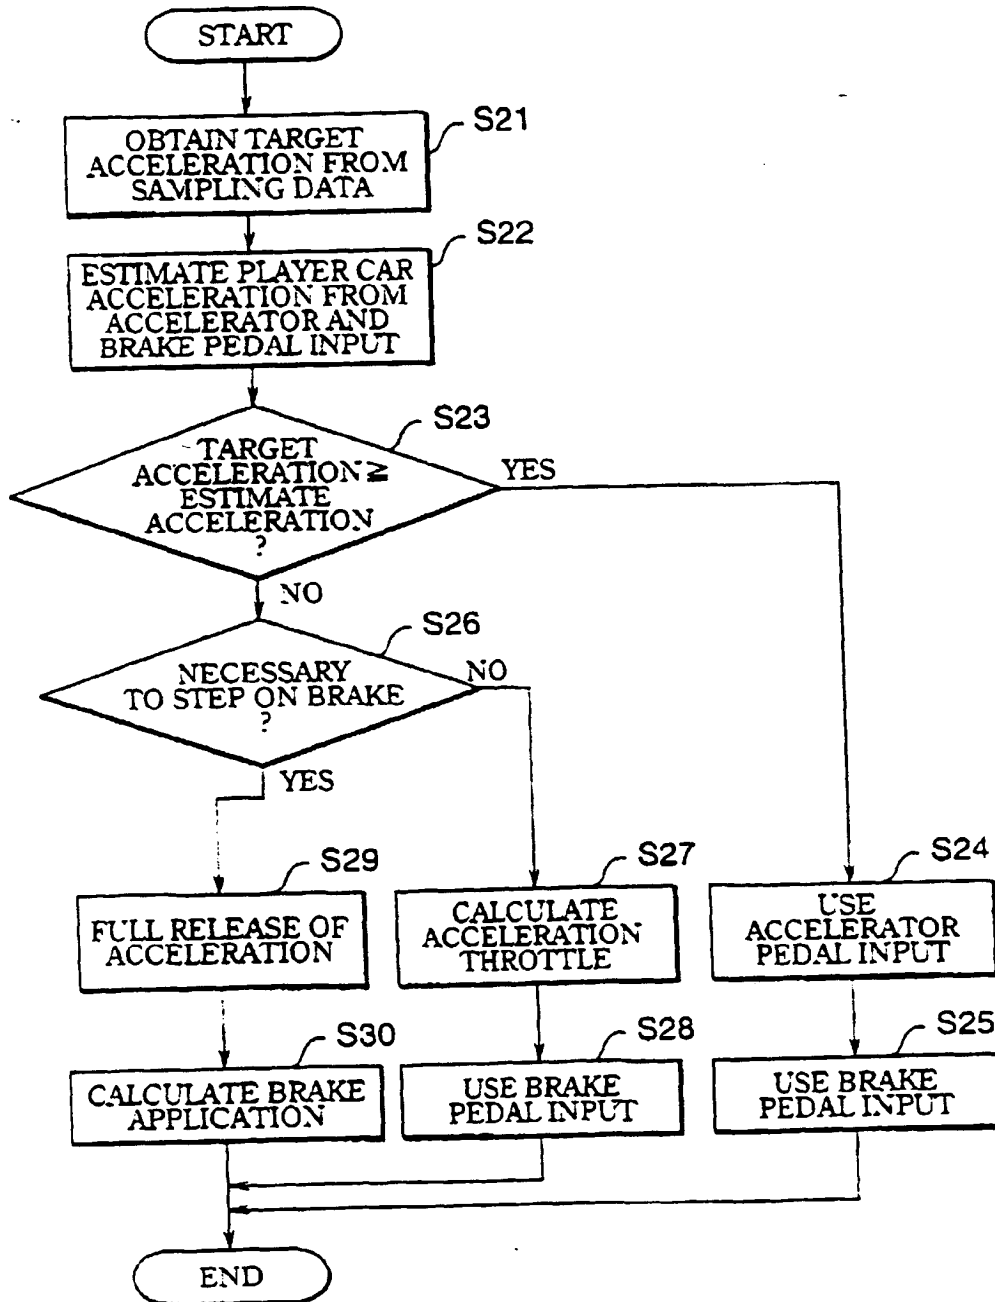 START
S21
OBTAIN TARGET
ACCELERATION FROM
SAMPLING DATA
S22
ESTIMATE PLAYER CAR
ACCELERATION FROM
ACCELERATOR AND
BRAKE PEDAL INPUT
S23
TARGET
ACCELERATION ≧
ESTIMATE
ACCELERATION
?
YES
NO
S26
NECESSARY
TO STEP ON BRAKE
?
NO
YES
S29
FULL RELEASE OF
ACCELERATION
S27
CALCULATE
ACCELERATION
THROTTLE
S24
USE
ACCELERATOR
PEDAL INPUT
S30
CALCULATE BRAKE
APPLICATION
S28
USE BRAKE
PEDAL INPUT
S25
USE BRAKE
PEDAL INPUT
END